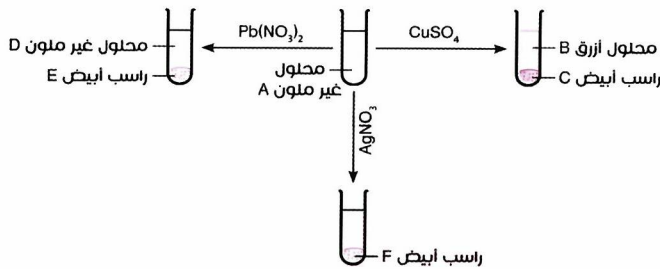 Pb(NO₃)₂
CuSO₄
محلول غير ملون D
راسب أبيض E
محلول
غير ملون A
محلول أزرق B
راسب أبيض C
AgNO₃
راسب أبيض F